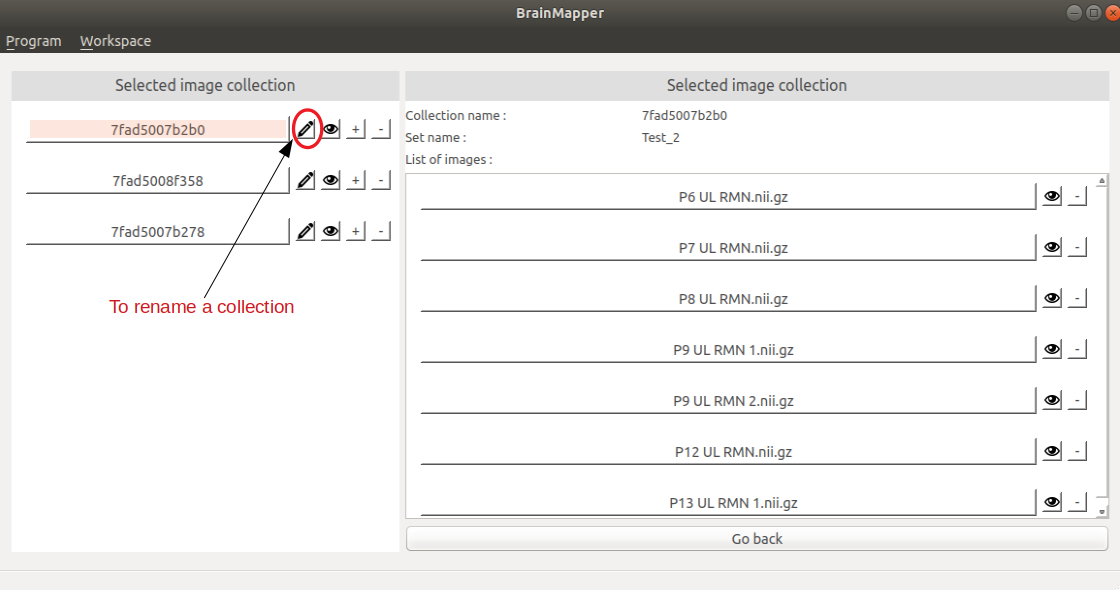 BrainMapper
Program Workspace
Selected image collection
7fad5007b2b0 + -
7fad5008f358 + -
7fad5007b278 + -
To rename a collection
Selected image collection
Collection name : 7fad5007b2b0
Set name : Test_2
List of images :
P6 UL RMN.nii.gz -
P7 UL RMN.nii.gz -
P8 UL RMN.nii.gz -
P9 UL RMN 1.nii.gz -
P9 UL RMN 2.nii.gz -
P12 UL RMN.nii.gz -
P13 UL RMN 1.nii.gz -
Go back